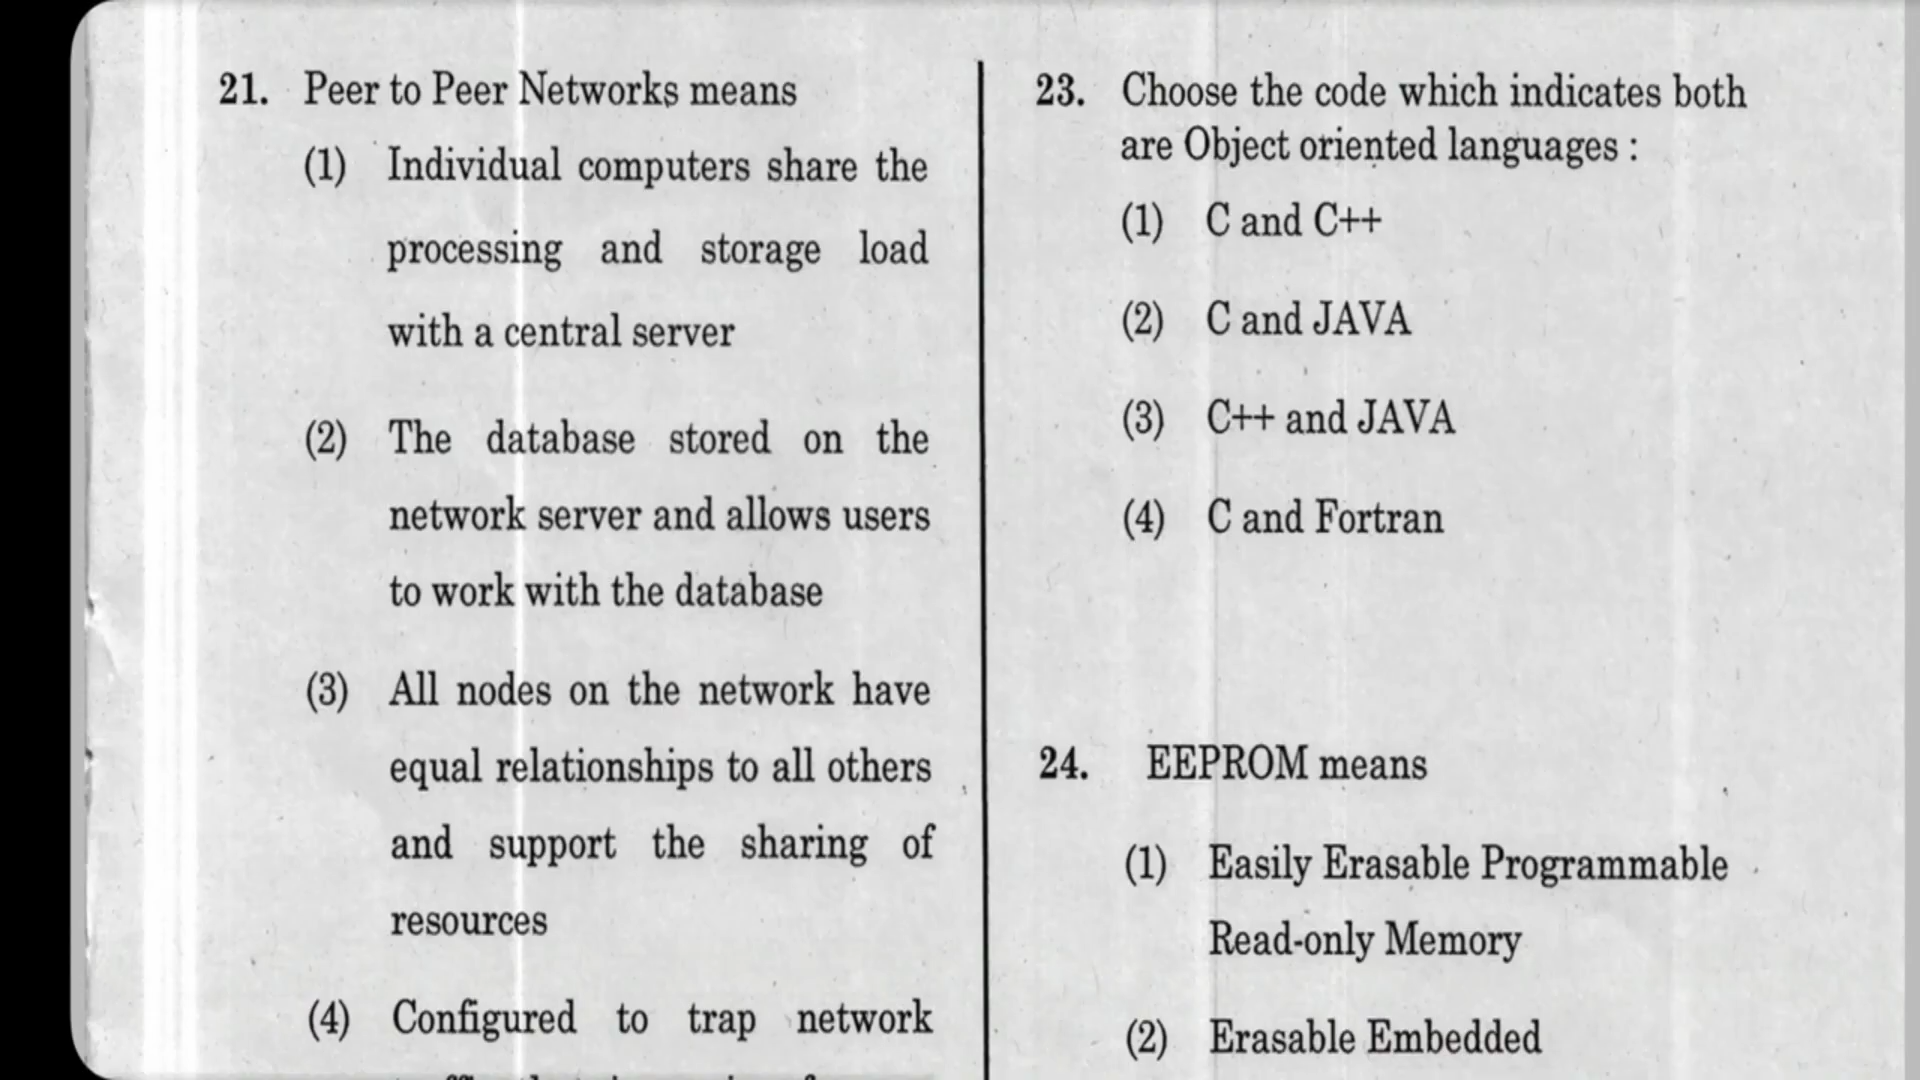 21. Peer to Peer Networks means
(1) Individual computers share the
processing and storage load
with a central server
(2) The database stored on the
network server and allows users
to work with the database
(3) All nodes on the network have
equal relationships to all others
and support the sharing of
resources
(4) Configured to trap network
23. Choose the code which indicates both
are Object oriented languages :
(1) C and C++
(2) C and JAVA
(3) C++ and JAVA
(4) C and Fortran
24. EEPROM means
(1) Easily Erasable Programmable
Read-only Memory
(2) Erasable Embedded